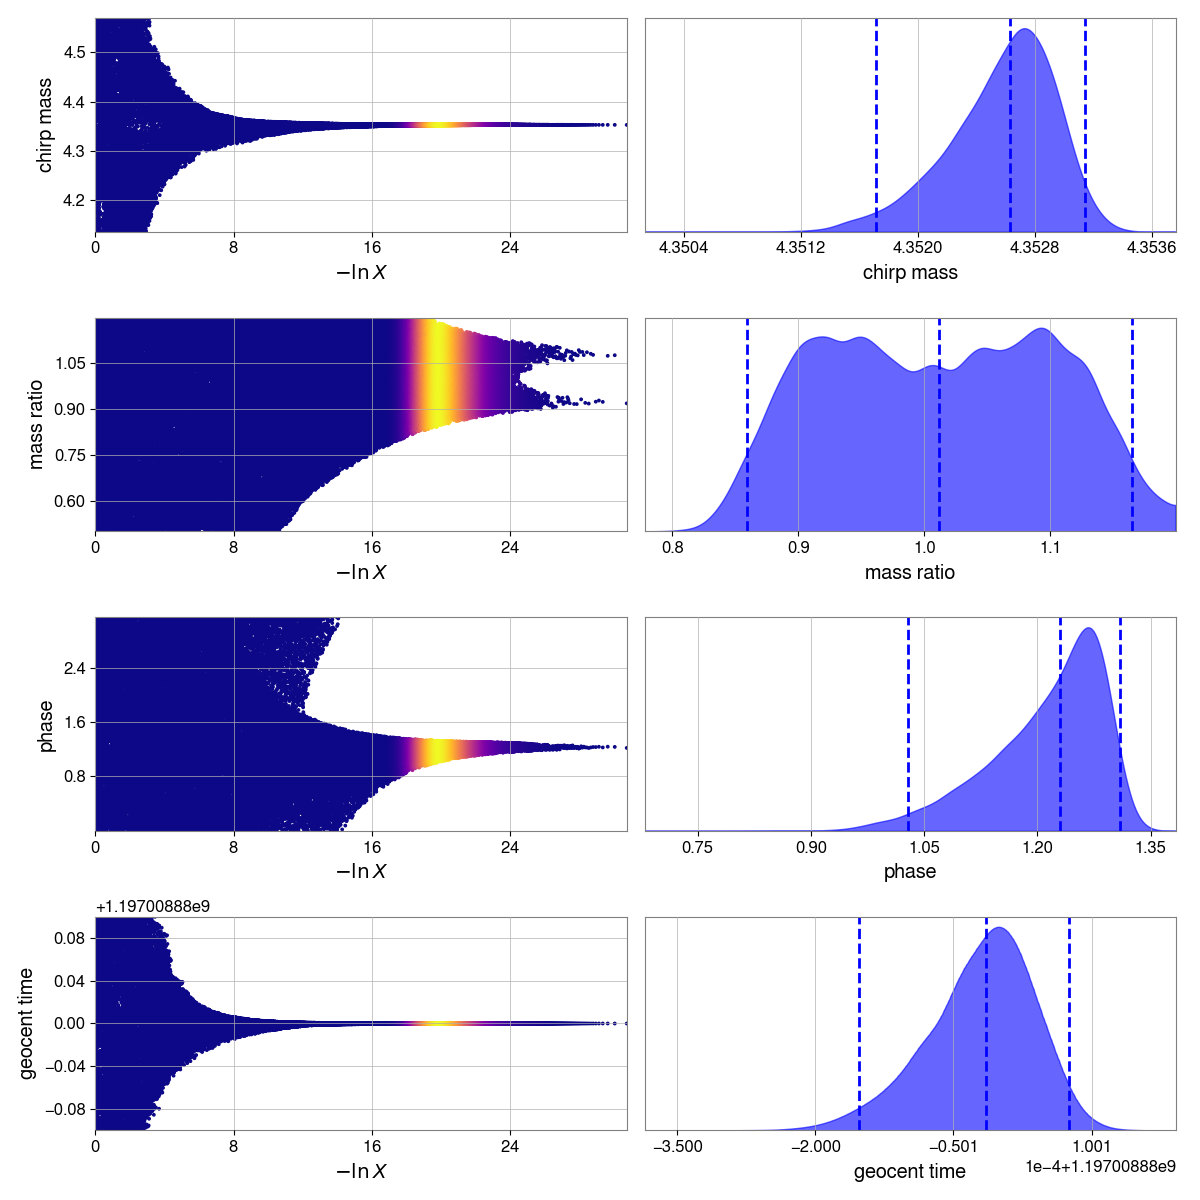 4.5
4.4
4.3
4.2
chirp mass
0 8 16 24
−ln X
4.3504 4.3512 4.3520 4.3528 4.3536
chirp mass
1.05
0.90
0.75
0.60
mass ratio
0 8 16 24
−ln X
0.8 0.9 1.0 1.1
mass ratio
2.4
1.6
0.8
phase
0 8 16 24
−ln X
0.75 0.90 1.05 1.20 1.35
phase
+1.19700888e9
0.08
0.04
0.00
−0.04
−0.08
geocent time
0 8 16 24
−ln X
−3.500 −2.000 −0.501 1.001
geocent time
1e−4+1.19700888e9